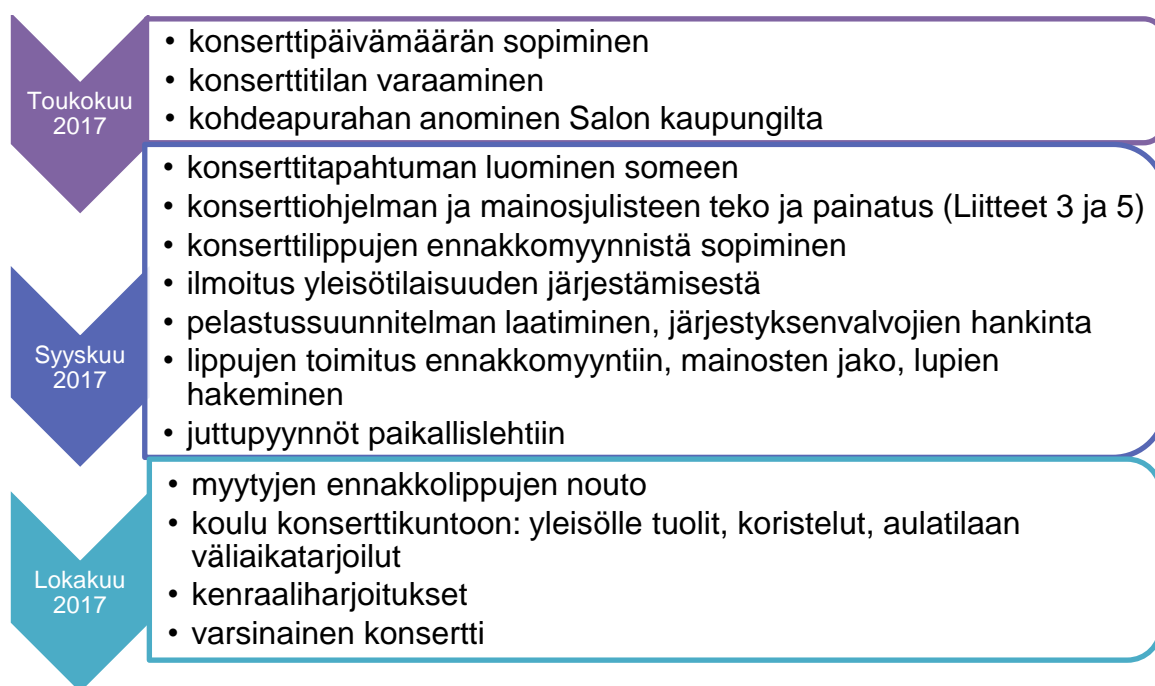 Toukokuu
2017
• konserttipäivämäärän sopiminen
• konserttitilan varaaminen
• kohdeapurahan anominen Salon kaupungilta
Syyskuu
2017
• konserttitapahtuman luominen someen
• konserttiohjelman ja mainosjulisteen teko ja painatus (Liitteet 3 ja 5)
• konserttilippujen ennakkomyynnistä sopiminen
• ilmoitus yleisötilaisuuden järjestämisestä
• pelastussuunnitelman laatiminen, järjestyksenvalvojien hankinta
• lippujen toimitus ennakkomyyntiin, mainosten jako, lupien
hakeminen
• juttupyynnöt paikallislehtiin
Lokakuu
2017
• myytyjen ennakkolippujen nouto
• koulu konserttikuntoon: yleisölle tuolit, koristelut, aulatilaan
väliaikatarjoilut
• kenraaliharjoitukset
• varsinainen konsertti